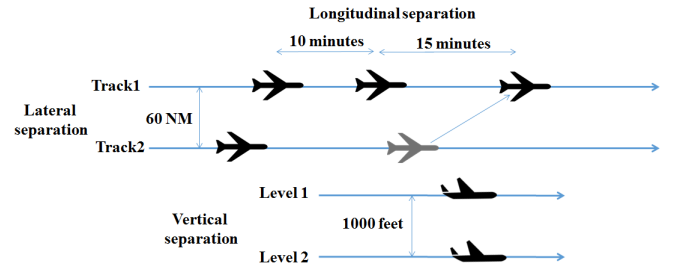 Longitudinal separation
10 minutes
15 minutes
Track1
Lateral
separation
60 NM
Track2
Level 1
Vertical
separation
1000 feet
Level 2